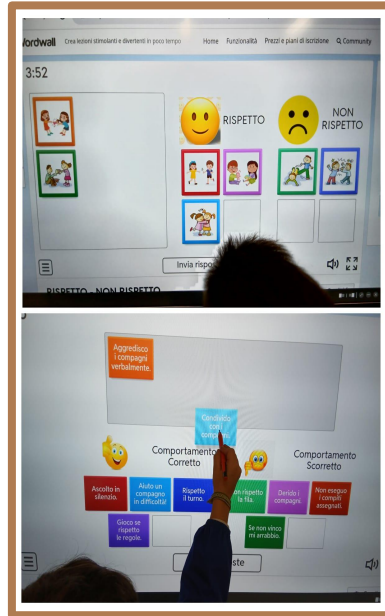 Wordwall Crea lezioni stimolanti e divertenti in poco tempo Home Funzionalità Prezzi e piani di iscrizione Community
3:52
RISPETTO
NON
RISPETTO
Invia
RISPETTO - NON RISPETTO
Aggredisco
i compagni
verbalmente.
Condivido
con i
Comportamento
Corretto
Comportamento
Scorretto
Ascolto in
silenzio.
Aiuto un
compagno
in difficoltà!
Rispetto
il turno.
rispetto
la fila.
Derido i
compagni.
Non eseguo
i compiti
assegnati.
Gioco se
rispetto
le regole.
Se non vinco
mi arrabbio.